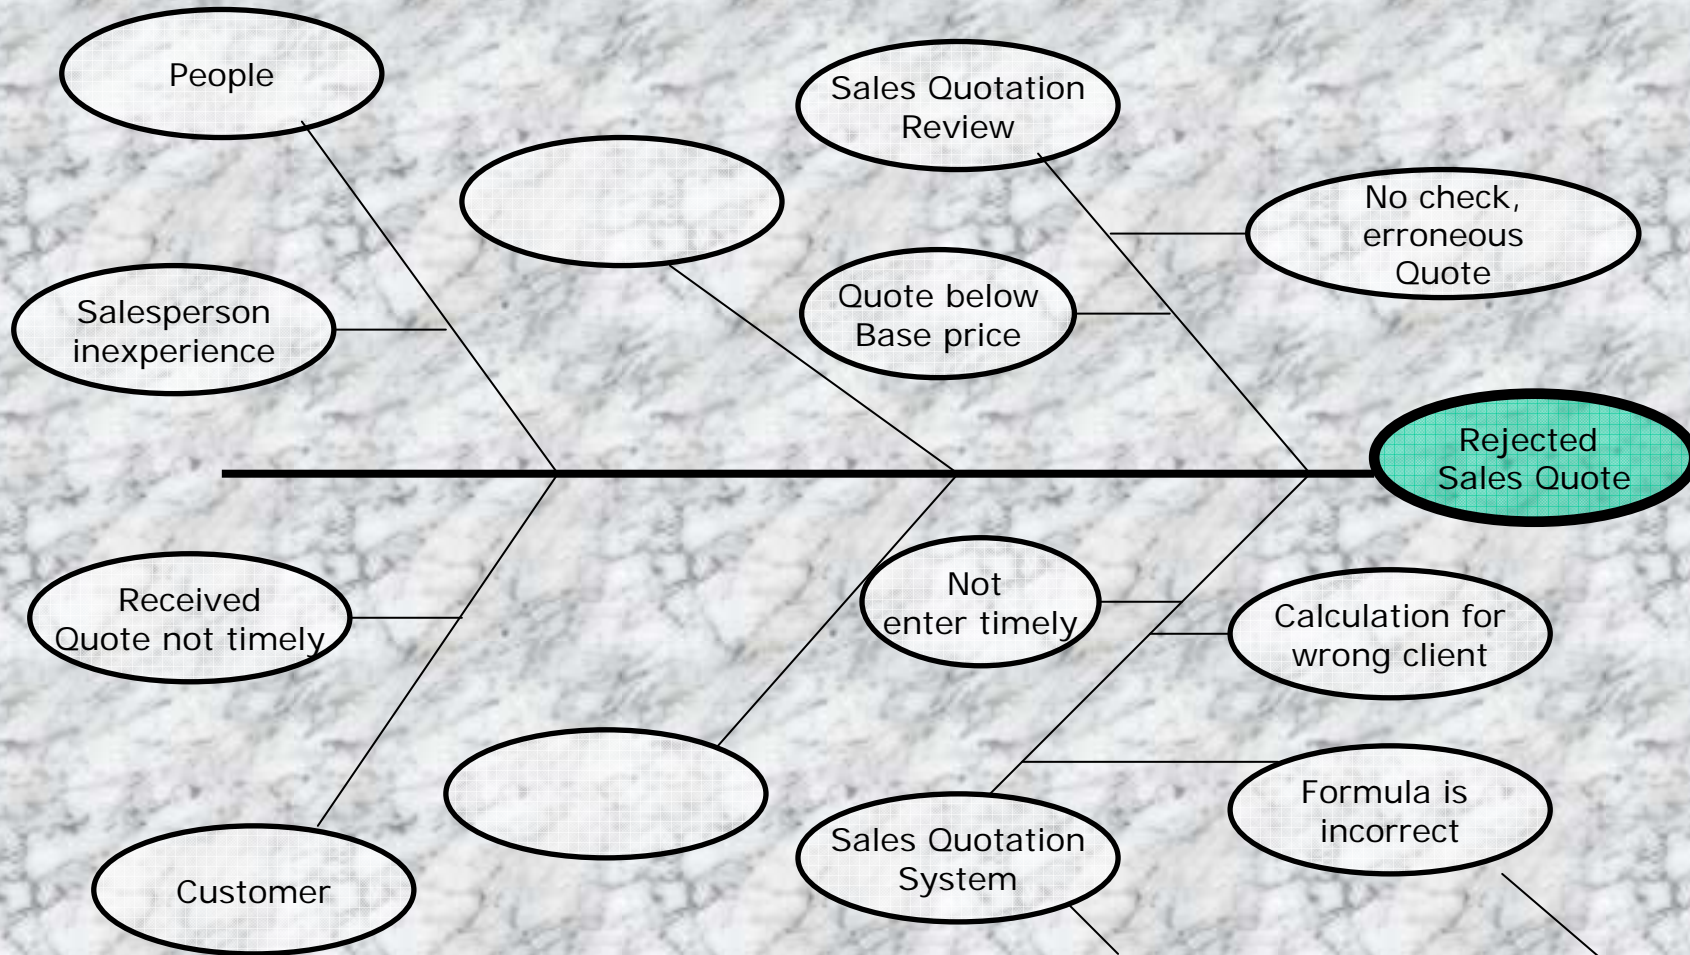 People
Sales Quotation
Review
No check,
erroneous
Quote
Salesperson
inexperience
Quote below
Base price
Rejected
Sales Quote
Received
Quote not timely
Not
enter timely
Calculation for
wrong client
Formula is
incorrect
Sales Quotation
System
Customer